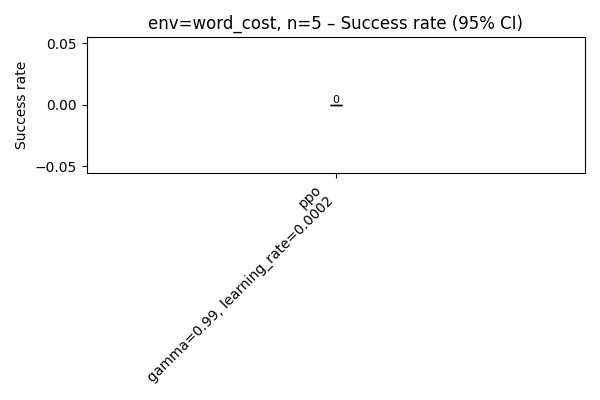 env=word_cost, n=5 – Success rate (95% CI)
Success rate
0.05
0.00
−0.05
0
ppo
gamma=0.99, learning_rate=0.0002